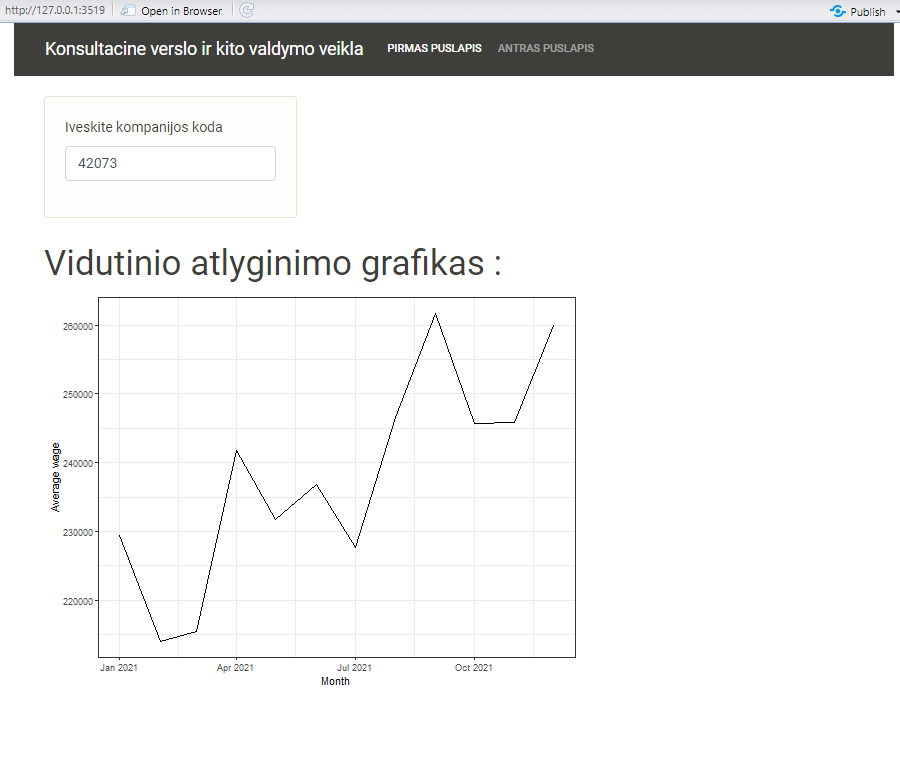 http://127.0.0.1:3519 Open in Browser Publish
Konsultacine verslo ir kito valdymo veikla PIRMAS PUSLAPIS ANTRAS PUSLAPIS
Iveskite kompanijos koda
42073
Vidutinio atlyginimo grafikas :
260000
250000
240000
230000
220000
Average wage
Jan 2021 Apr 2021 Jul 2021 Oct 2021
Month